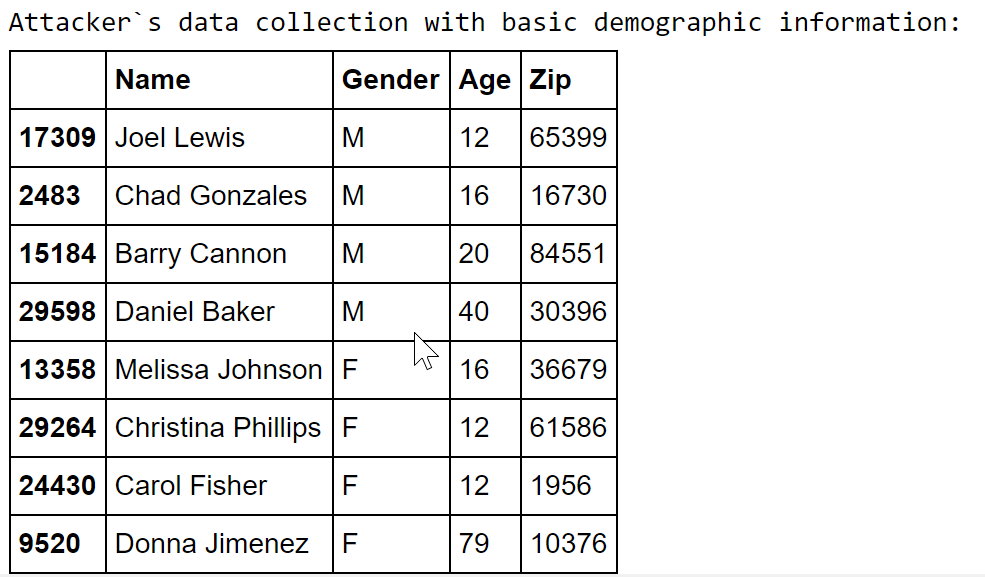 Attacker`s data collection with basic demographic information:
Name Gender Age Zip
17309 Joel Lewis M 12 65399
2483 Chad Gonzales M 16 16730
15184 Barry Cannon M 20 84551
29598 Daniel Baker M 40 30396
13358 Melissa Johnson F 16 36679
29264 Christina Phillips F 12 61586
24430 Carol Fisher F 12 1956
9520 Donna Jimenez F 79 10376